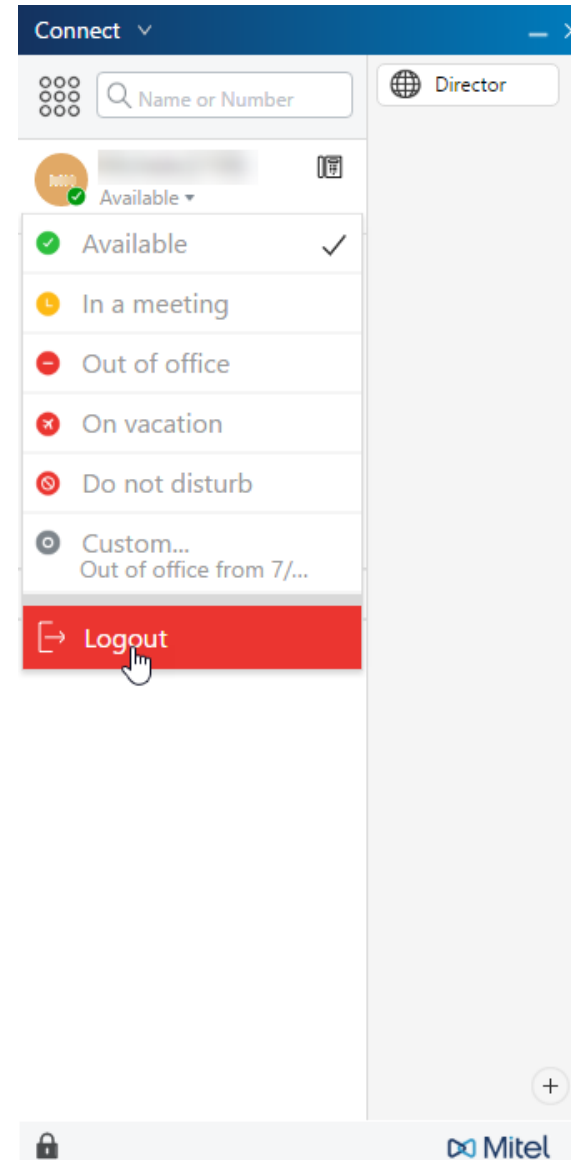 Connect
Name or Number
Director
Available
Available
In a meeting
Out of office
On vacation
Do not disturb
Custom...
Out of office from 7/...
Logout
Mitel